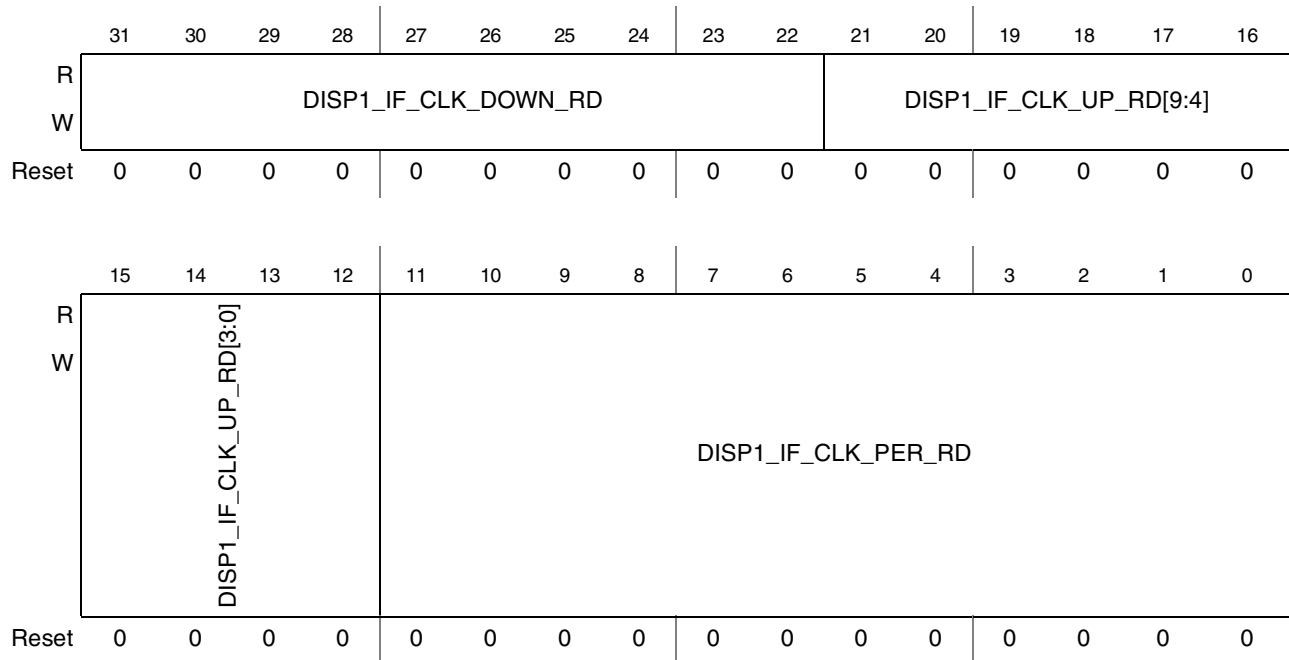 31 30 29 28 27 26 25 24 23 22 21 20 19 18 17 16
R
DISP1_IF_CLK_DOWN_RD DISP1_IF_CLK_UP_RD[9:4]
W
Reset 0 0 0 0 0 0 0 0 0 0 0 0 0 0 0 0
15 14 13 12 11 10 9 8 7 6 5 4 3 2 1 0
R
W
DISP1_IF_CLK_UP_RD[3:0]
DISP1_IF_CLK_PER_RD
Reset 0 0 0 0 0 0 0 0 0 0 0 0 0 0 0 0